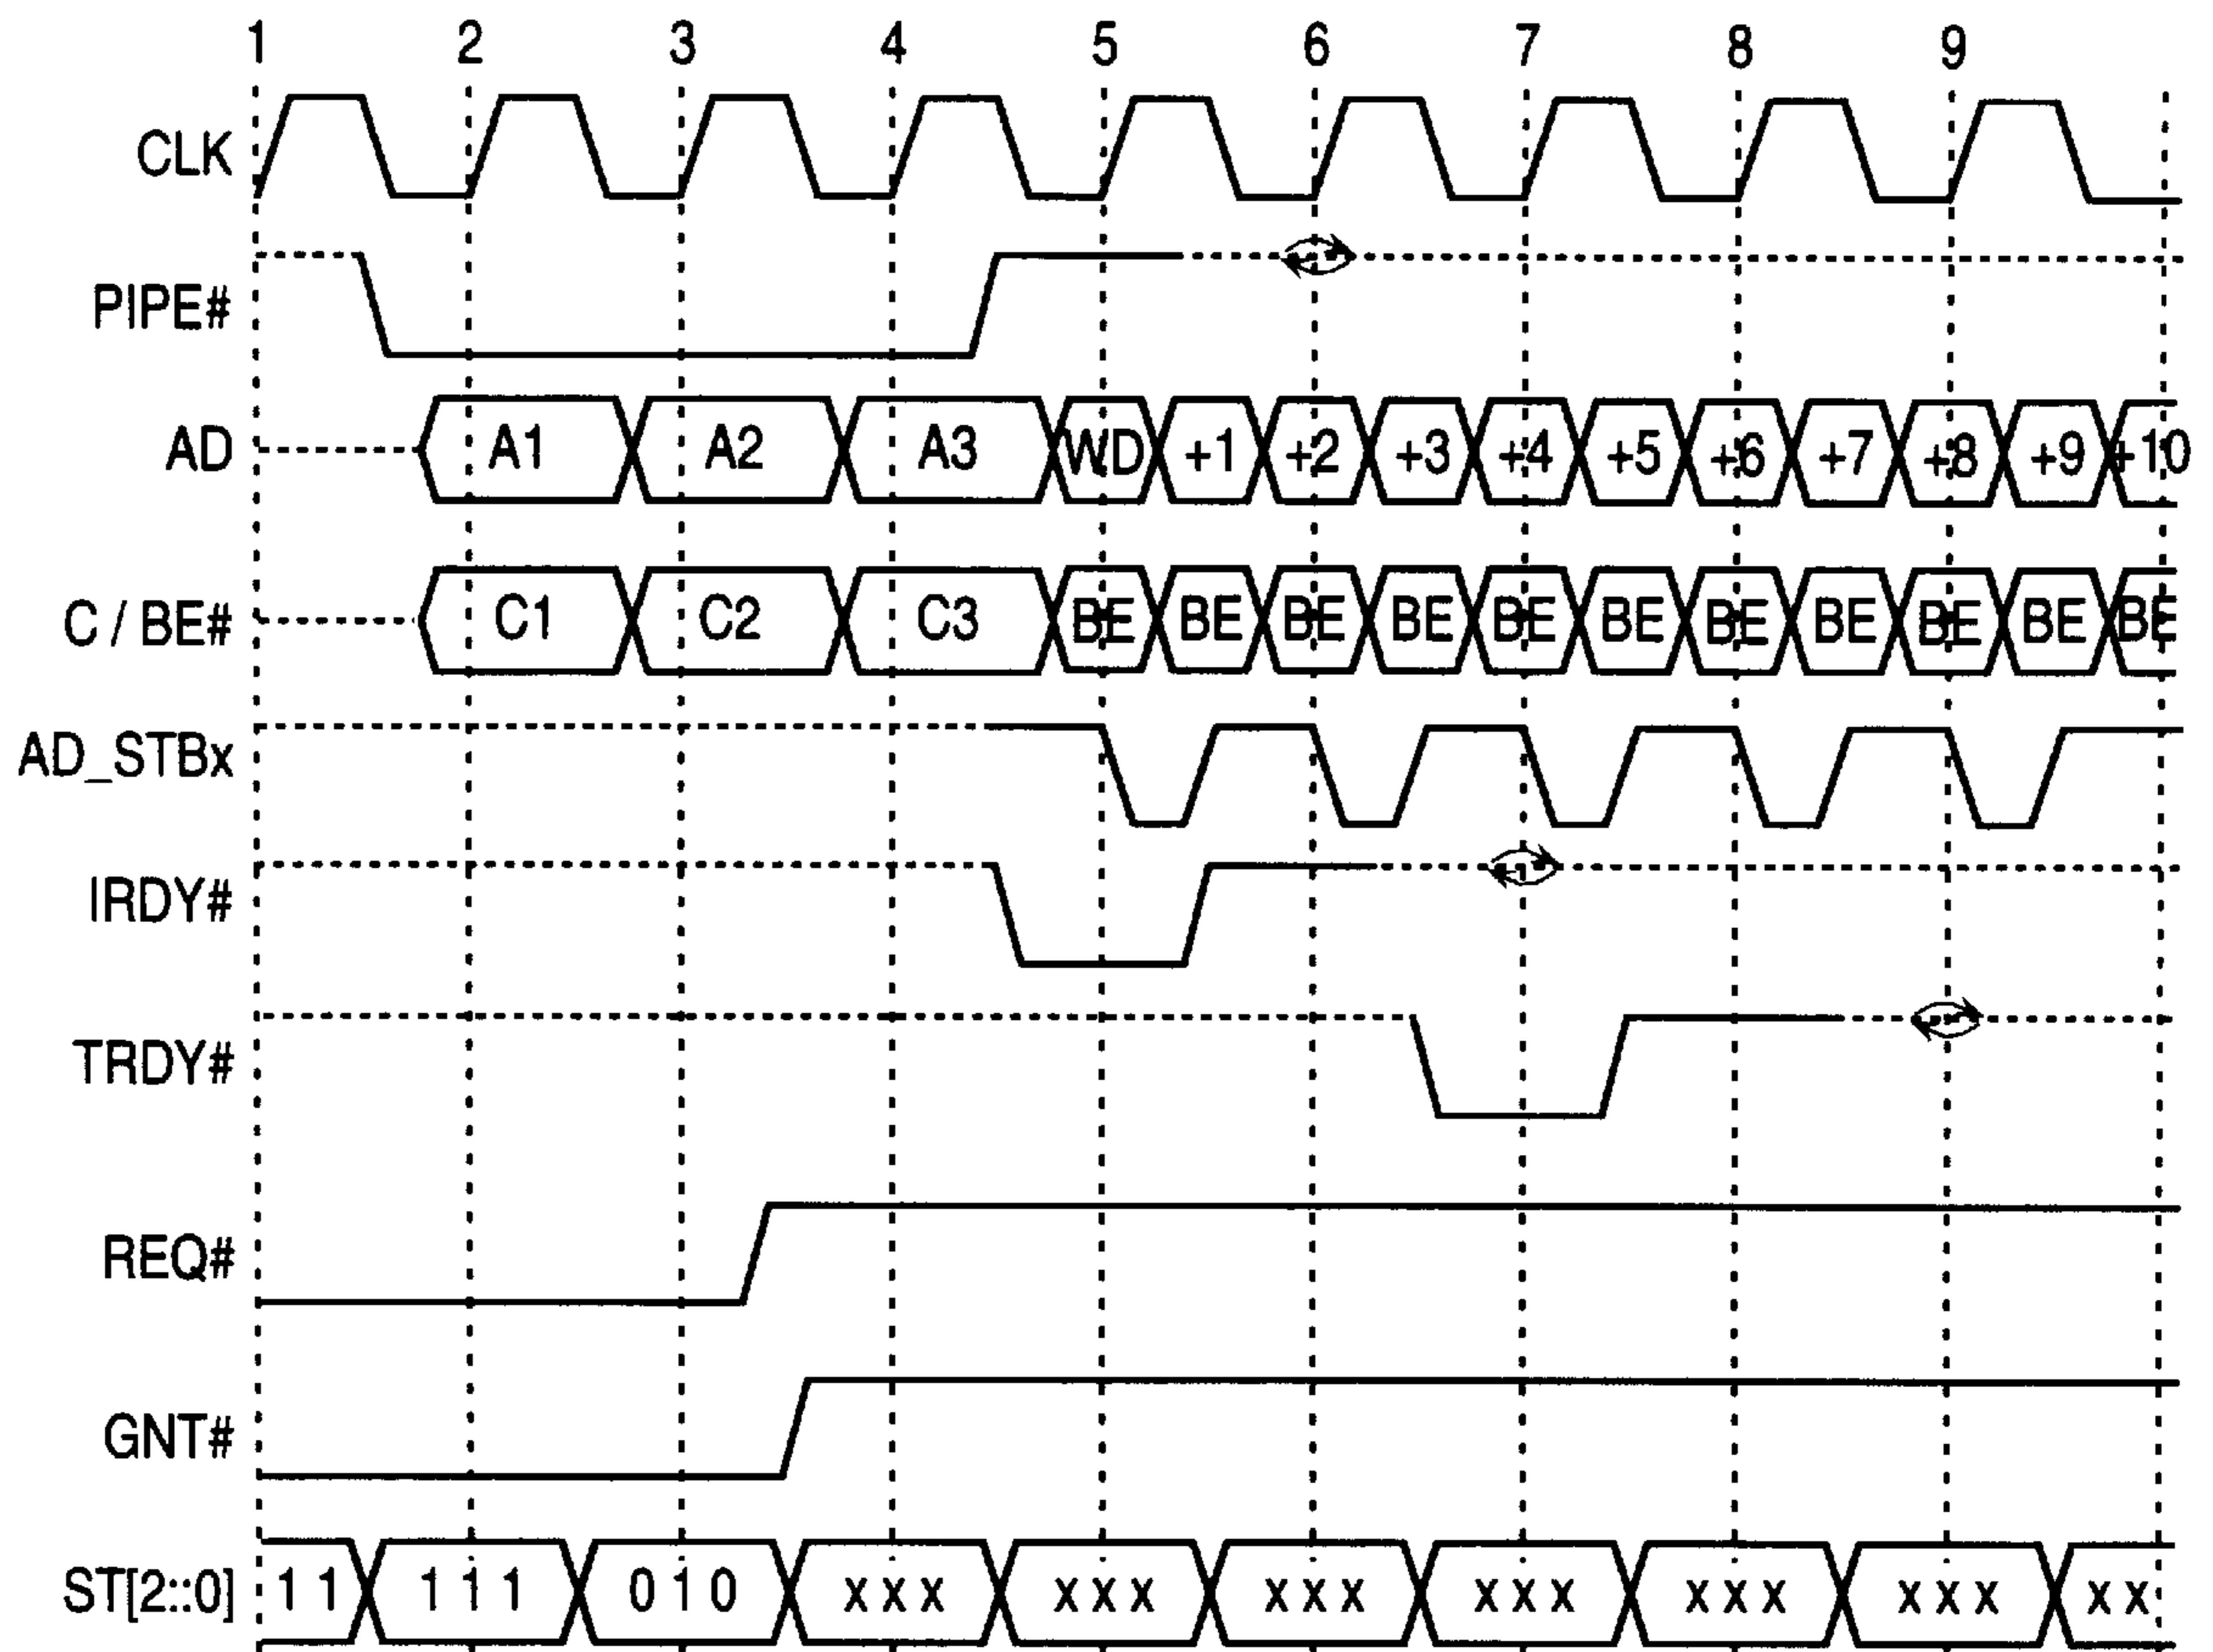 1 2 3 4 5 6 7 8 9
CLK
PIPE#
AD A1 A2 A3 WD +1 +2 +3 +4 +5 +6 +7 +8 +9 +10
C / BE# C1 C2 C3 BE BE BE BE BE BE BE BE BE BE BE
AD_STBx
IRDY#
TRDY#
REQ#
GNT#
ST[2::0] 1 1 1 1 1 0 1 0 x x x x x x x x x x x x x x x x x x x x